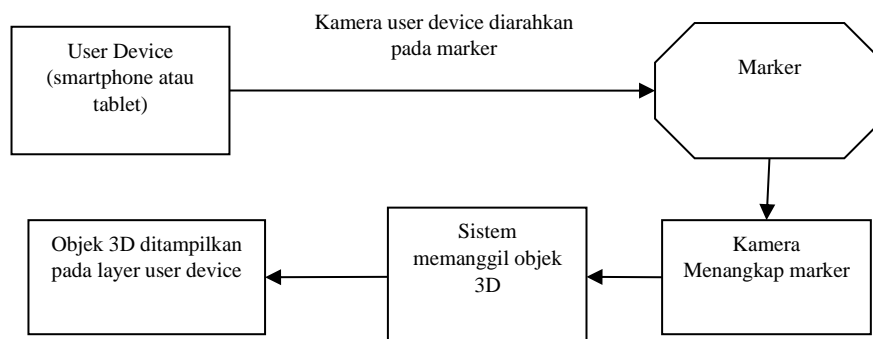 User Device
(smartphone atau
tablet)
Kamera user device diarahkan
pada marker
Marker
Kamera
Menangkap marker
Sistem
memanggil objek
3D
Objek 3D ditampilkan
pada layer user device